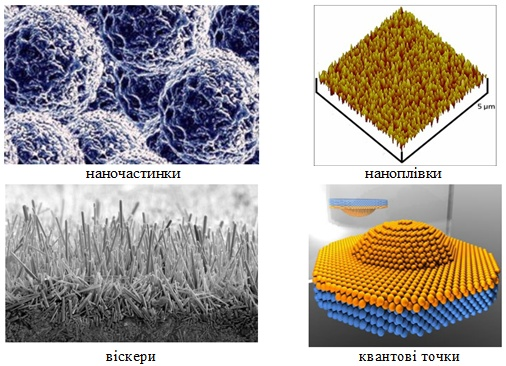 5 μm
наночастинки
наноплівки
віскери
квантові точки